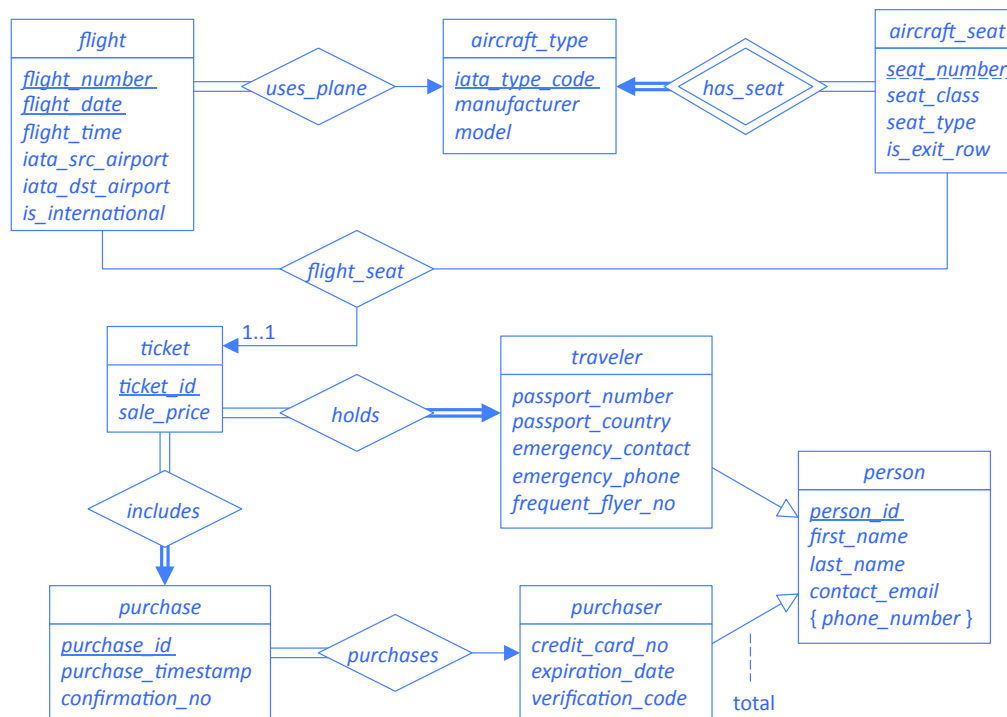 flight
flight_number
flight_date
flight_time
iata_src_airport
iata_dst_airport
is_international
uses_plane
aircraft_type
iata_type_code
manufacturer
model
has_seat
aircraft_seat
seat_number
seat_class
seat_type
is_exit_row
flight_seat
1..1
ticket
ticket_id
sale_price
holds
traveler
passport_number
passport_country
emergency_contact
emergency_phone
frequent_flyer_no
includes
person
person_id
first_name
last_name
contact_email
{ phone_number }
purchase
purchase_id
purchase_timestamp
confirmation_no
purchases
purchaser
credit_card_no
expiration_date
verification_code
total